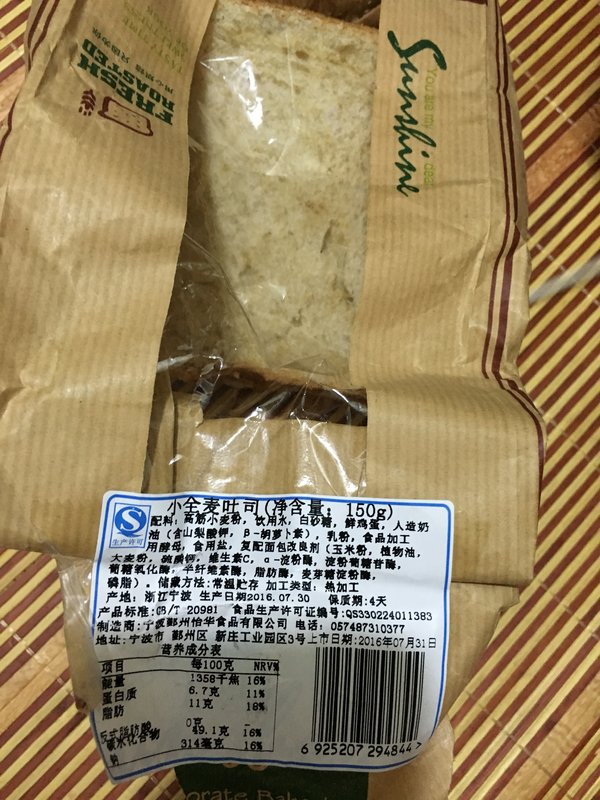 Sunshine
You are my dear
FRESH
ROASTED
小全麦吐司(净含量: 150g)
生产许可
配料: 高筋小麦粉, 饮用水, 白砂糖, 鲜鸡蛋, 人造奶
油 (含山梨酸钾, β-胡萝卜素), 乳粉, 食品加工
用酵母, 食用盐, 复配面包改良剂 (玉米粉, 植物油,
大麦粉, 硫酸钙, 维生素C, α-淀粉酶, 淀粉葡糖苷酶,
葡糖氧化酶, 半纤维素酶, 脂肪酶, 麦芽糖淀粉酶,
磷脂)。储藏方法:常温贮存 加工类型: 热加工
产地: 浙江宁波 生产日期2016.07.30 保质期:4天
产品标准:GB/T 20981 食品生产许可证编号:QS330224011383
制造商:宁波鄞州怡华食品有限公司 电话: 057487310377
地址:宁波市 鄞州区 新庄工业园区3号上市日期:2016年07月31日
营养成分表
项目 每100克 NRV%
能量 1358千焦 16%
蛋白质 6.7克 11%
脂肪 11克 18%
反式脂肪酸 0克 -
碳水化合物 49.1克 16%
钠 314毫克 16%
6 925207 294844